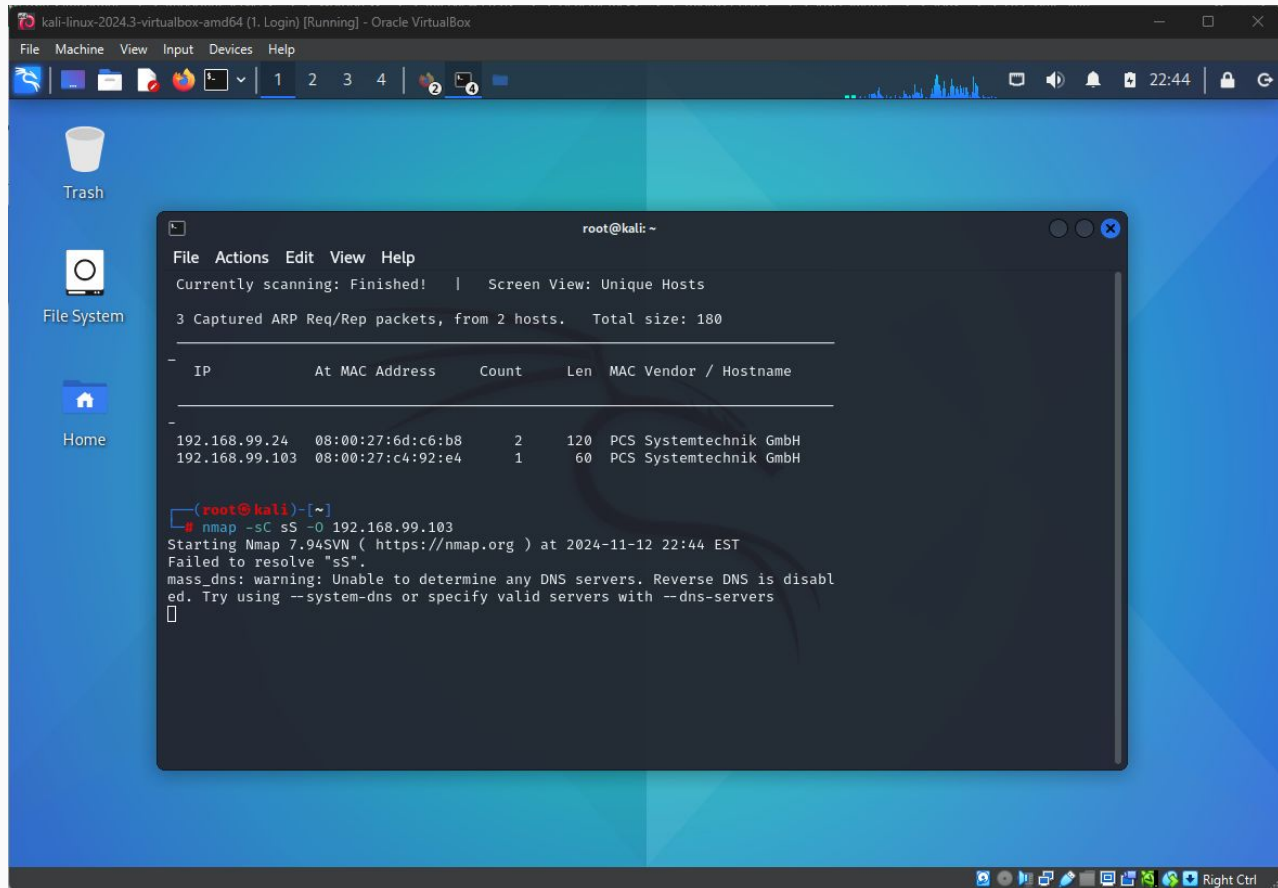 kali-linux-2024.3-virtualbox-amd64 (1. Login) [Running] - Oracle VirtualBox
File Machine View Input Devices Help
1 2 3 4 2 4 22:44
Trash
File System
Home
root@kali: ~
File Actions Edit View Help
Currently scanning: Finished! | Screen View: Unique Hosts
3 Captured ARP Req/Rep packets, from 2 hosts. Total size: 180
_____________________________________________________________________________
IP At MAC Address Count Len MAC Vendor / Hostname
-----------------------------------------------------------------------------
192.168.99.24 08:00:27:6d:c6:b8 2 120 PCS Systemtechnik GmbH
192.168.99.103 08:00:27:c4:92:e4 1 60 PCS Systemtechnik GmbH
┌──(root㉿kali)-[~]
└─# nmap -sC sS -O 192.168.99.103
Starting Nmap 7.94SVN ( https://nmap.org ) at 2024-11-12 22:44 EST
Failed to resolve "sS".
mass_dns: warning: Unable to determine any DNS servers. Reverse DNS is disabl
ed. Try using --system-dns or specify valid servers with --dns-servers
Right Ctrl